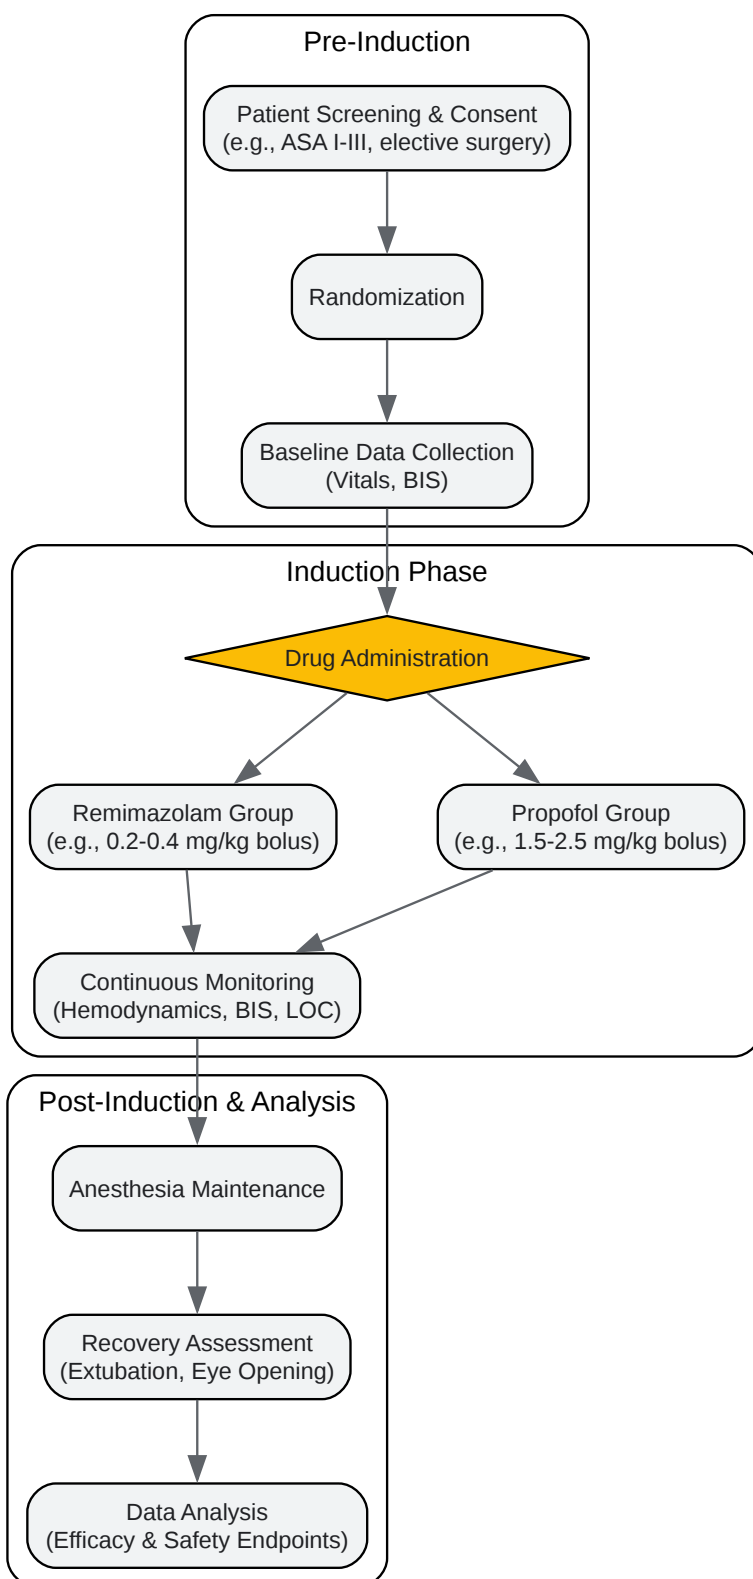 Pre-Induction
Patient Screening & Consent
(e.g., ASA I-III, elective surgery)
Randomization
Baseline Data Collection
(Vitals, BIS)
Induction Phase
Drug Administration
Remimazolam Group
(e.g., 0.2-0.4 mg/kg bolus)
Propofol Group
(e.g., 1.5-2.5 mg/kg bolus)
Continuous Monitoring
(Hemodynamics, BIS, LOC)
Post-Induction & Analysis
Anesthesia Maintenance
Recovery Assessment
(Extubation, Eye Opening)
Data Analysis
(Efficacy & Safety Endpoints)